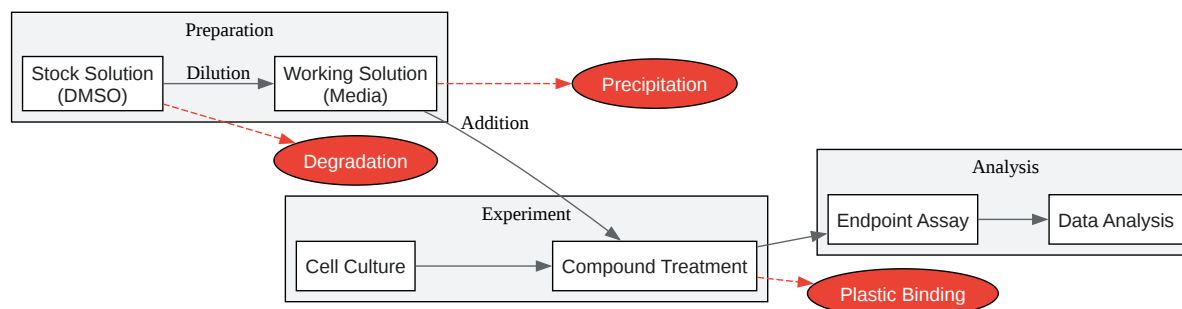 Preparation
Stock Solution
(DMSO)
Dilution
Working Solution
(Media)
Precipitation
Addition
Degradation
Experiment
Cell Culture
Compound Treatment
Plastic Binding
Analysis
Endpoint Assay
Data Analysis